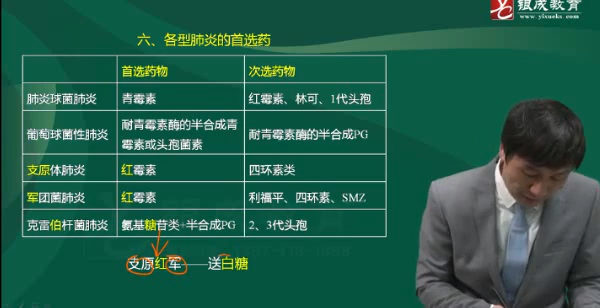 银成教育
www.yixueks.com
六、各型肺炎的首选药
首选药物 次选药物
肺炎球菌肺炎 青霉素 红霉素、林可、1代头孢
葡萄球菌性肺炎 耐青霉素酶的半合成青霉素或头孢菌素 耐青霉素酶的半合成PG
支原体肺炎 红霉素 四环素类
军团菌肺炎 红霉素 利福平、四环素、SMZ
克雷伯杆菌肺炎 氨基糖苷类+半合成PG 2、3代头孢
支原红军——送白糖